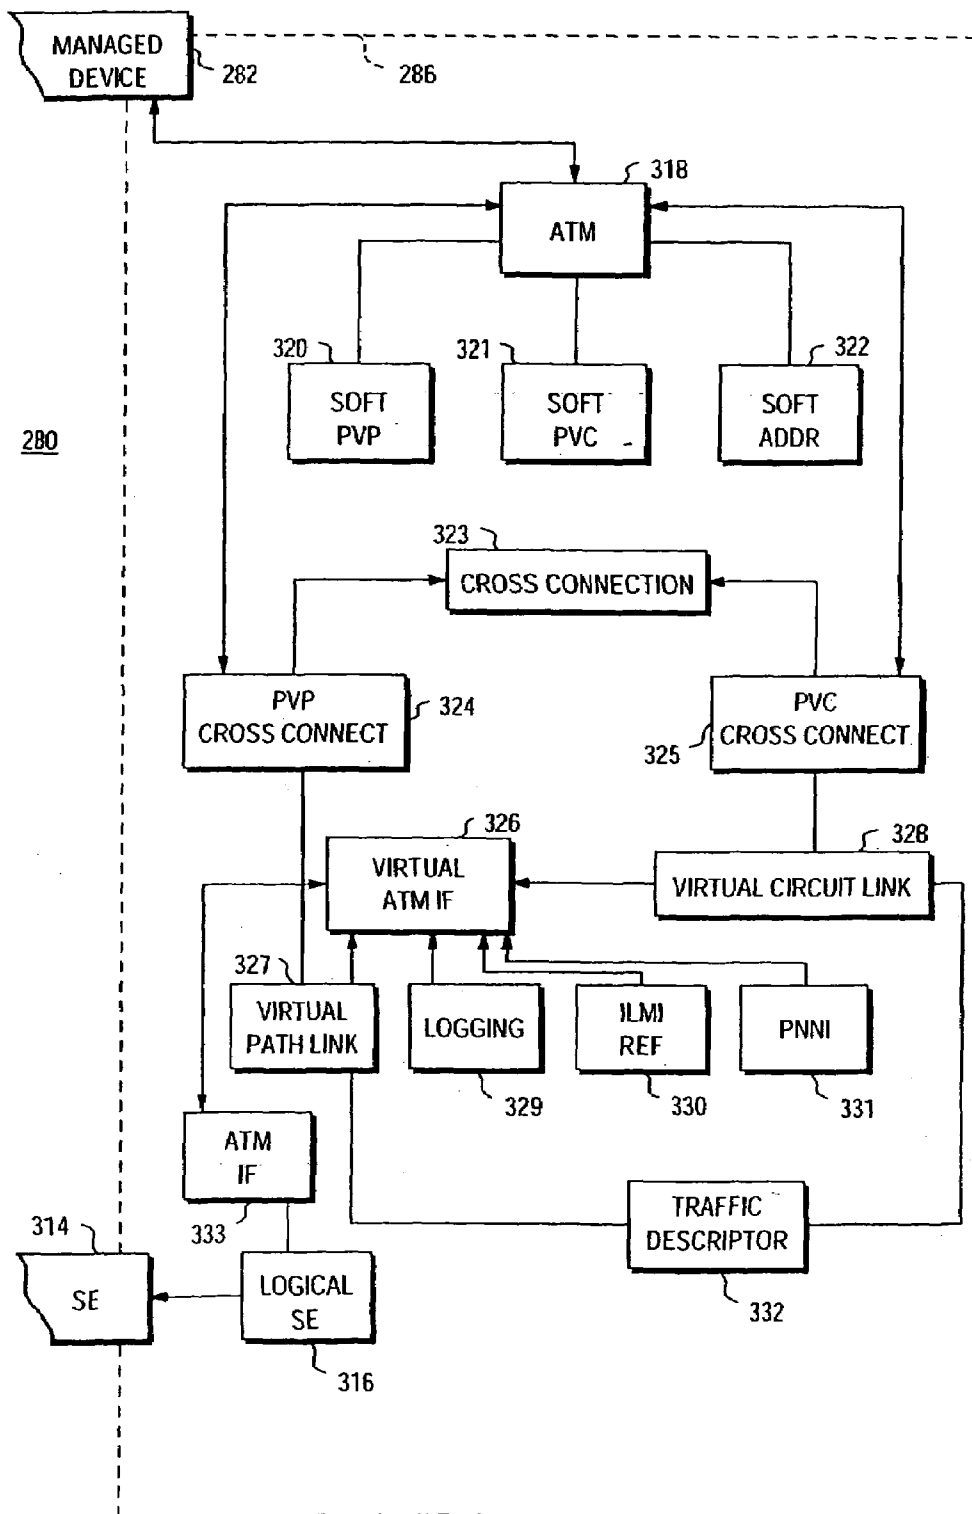 MANAGED
DEVICE
282
286
318
ATM
320
321
322
SOFT
PVP
SOFT
PVC
SOFT
ADDR
280
323
CROSS CONNECTION
PVP
CROSS CONNECT
324
PVC
CROSS CONNECT
325
326
328
VIRTUAL
ATM IF
VIRTUAL CIRCUIT LINK
327
VIRTUAL
PATH LINK
LOGGING
ILMI
REF
PNNI
329
330
331
ATM
IF
333
TRAFFIC
DESCRIPTOR
332
314
SE
LOGICAL
SE
316